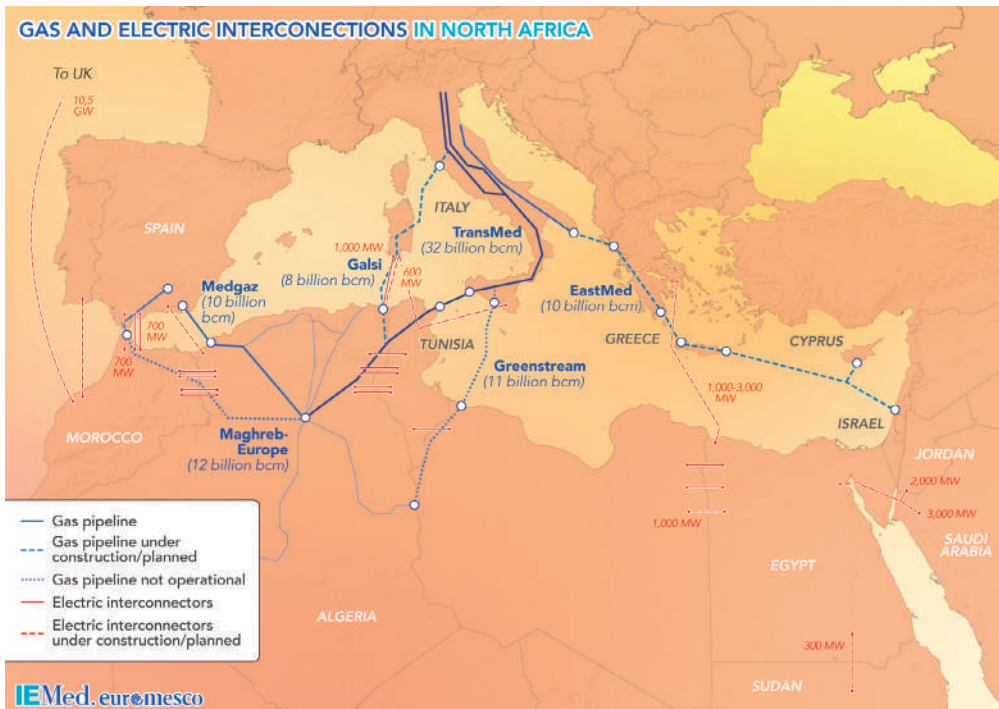 GAS AND ELECTRIC INTERCONECTIONS IN NORTH AFRICA
To UK
10,5
GW
SPAIN
ITALY
TransMed
(32 billion bcm)
1,000 MW
Galsi
(8 billion bcm)
600
MW
Medgaz
(10 billion
bcm)
EastMed
(10 billion bcm)
700
MW
700
MW
TUNISIA
GREECE
CYPRUS
Greenstream
(11 billion bcm)
1,000-3,000
MW
ISRAEL
MOROCCO
Maghreb-
Europe
(12 billion bcm)
JORDAN
2,000 MW
3,000 MW
1,000 MW
SAUDI
ARABIA
EGYPT
ALGERIA
300 MW
SUDAN
Gas pipeline
Gas pipeline under
construction/planned
Gas pipeline not operational
Electric interconnectors
Electric interconnectors
under construction/planned
IEMed. euromesco